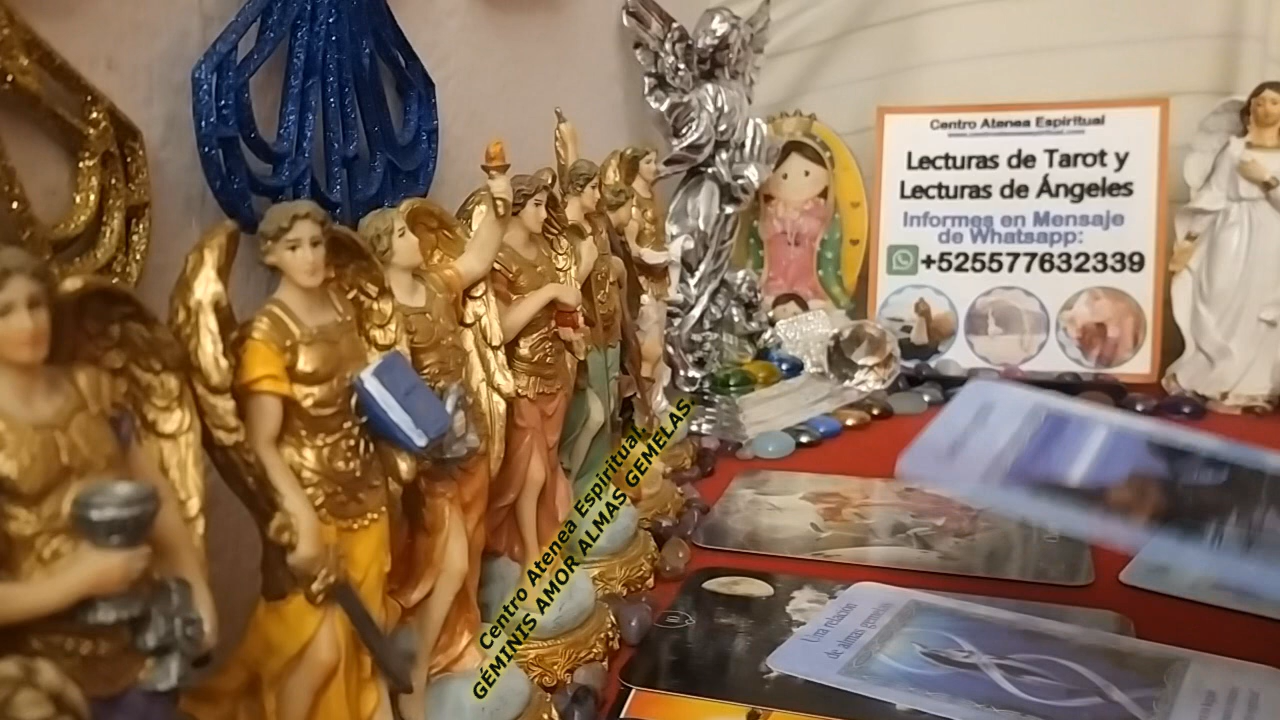 Centro Atenea Espiritual
Lecturas de Tarot y
Lecturas de Ángeles
Informes en Mensaje
de Whatsapp:
+525577632339
Centro Atenea Espiritual.
GÉMINIS AMOR ALMAS GEMELAS.
Una relación
de almas gemelas